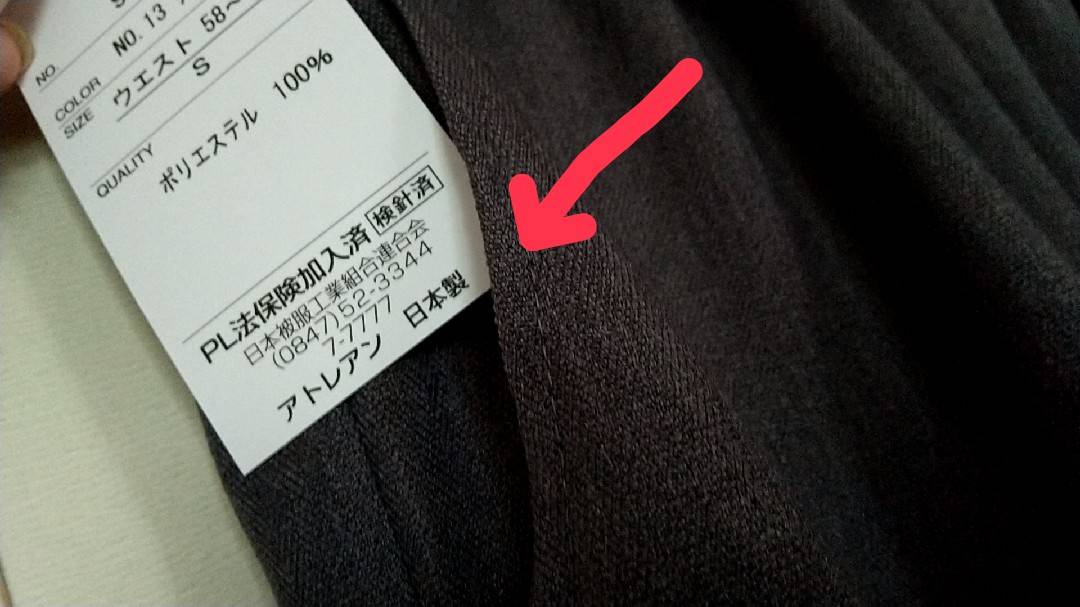 NO.
COLOR NO. 13
SIZE ウエスト 58~
S
QUALITY
ポリエステル 100%
PL法保険加入済 検針済
日本被服工業組合連合会
(0847)52-3344
7-7777
アトレアン 日本製